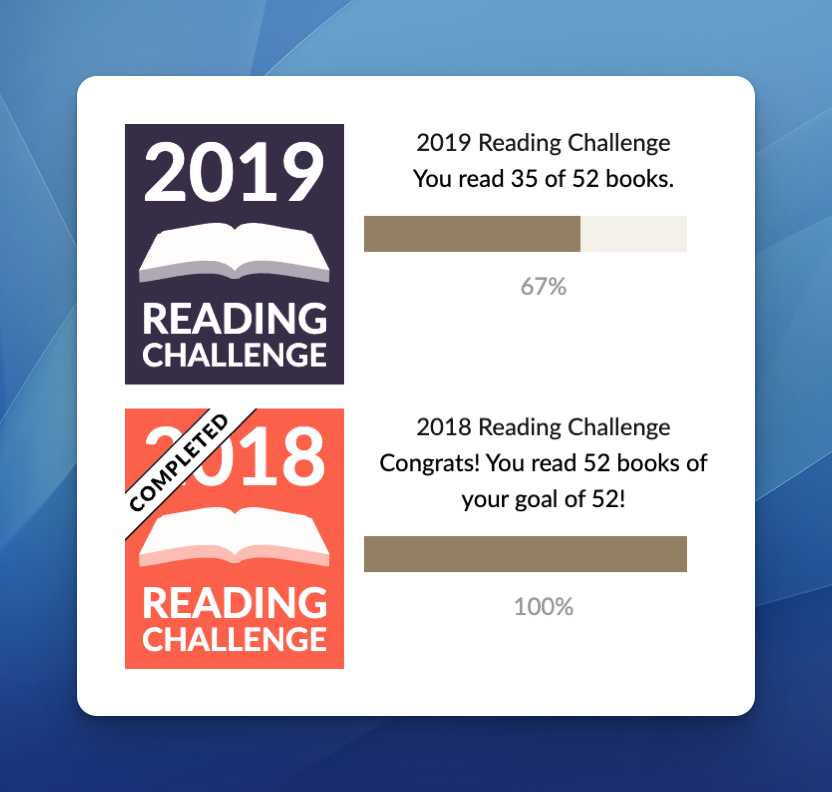 2019
READING
CHALLENGE
2019 Reading Challenge
You read 35 of 52 books.
67%
COMPLETED
2018
READING
CHALLENGE
2018 Reading Challenge
Congrats! You read 52 books of
your goal of 52!
100%